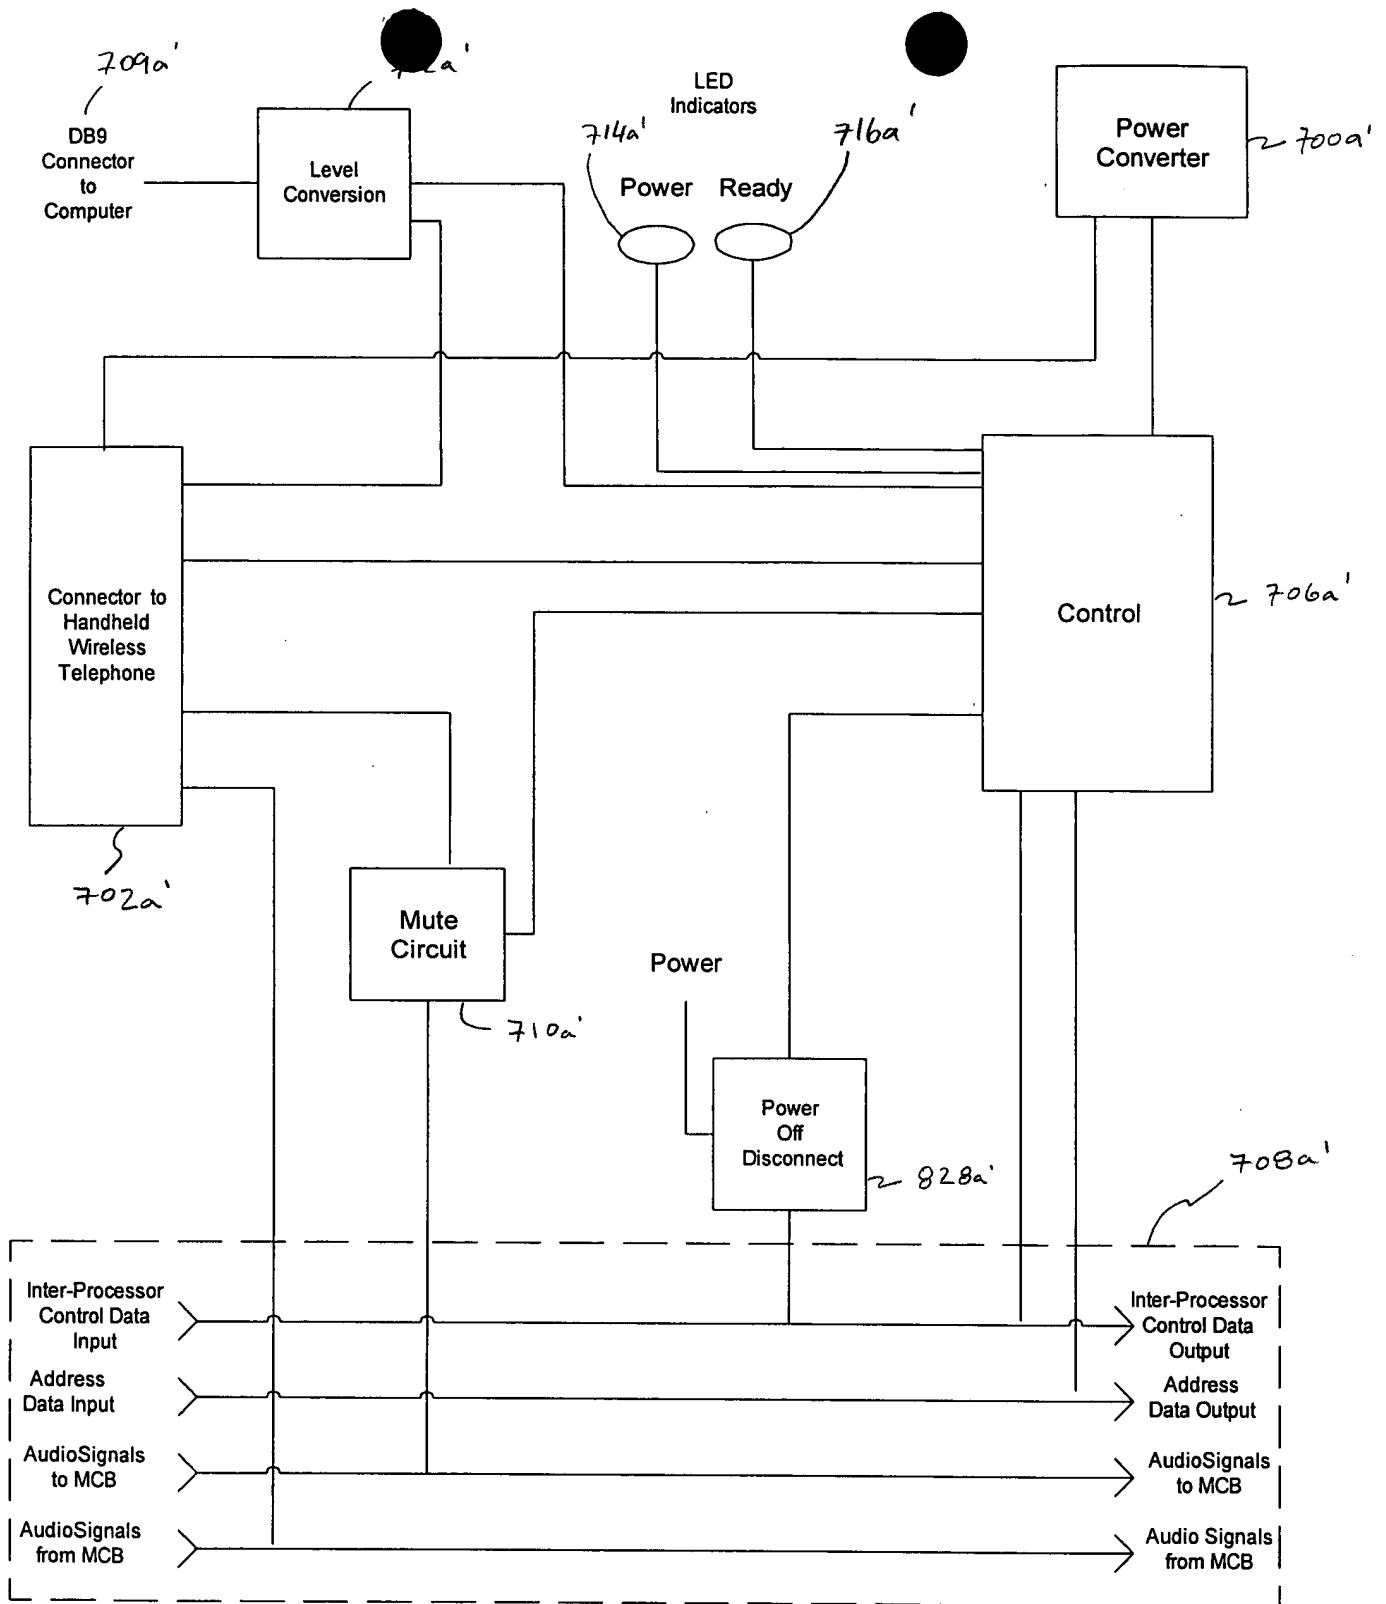 709a'
LED
Indicators
DB9
Connector
to
Computer
Level
Conversion
714a'
716a'
Power
Ready
Power
Converter
700a'
Connector to
Handheld
Wireless
Telephone
702a'
Control
706a'
Mute
Circuit
710a'
Power
Power
Off
Disconnect
828a'
708a'
Inter-Processor
Control Data
Input
Inter-Processor
Control Data
Output
Address
Data Input
Address
Data Output
AudioSignals
to MCB
AudioSignals
to MCB
AudioSignals
from MCB
Audio Signals
from MCB